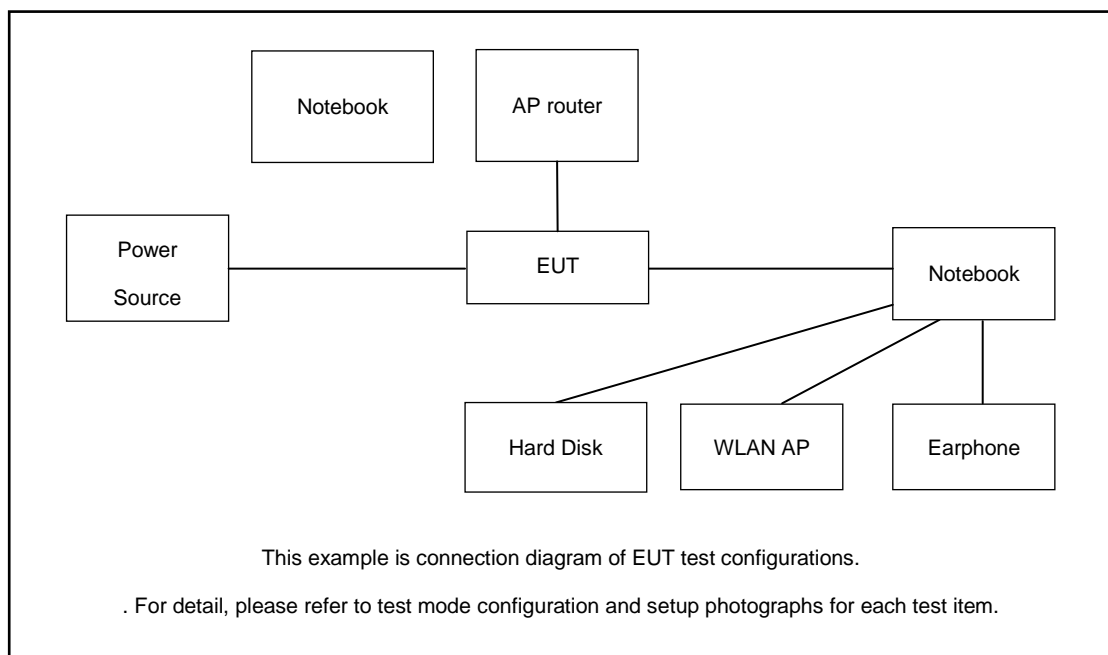 Notebook
AP router
Power
Source
EUT
Notebook
Hard Disk
WLAN AP
Earphone
This example is connection diagram of EUT test configurations.
. For detail, please refer to test mode configuration and setup photographs for each test item.